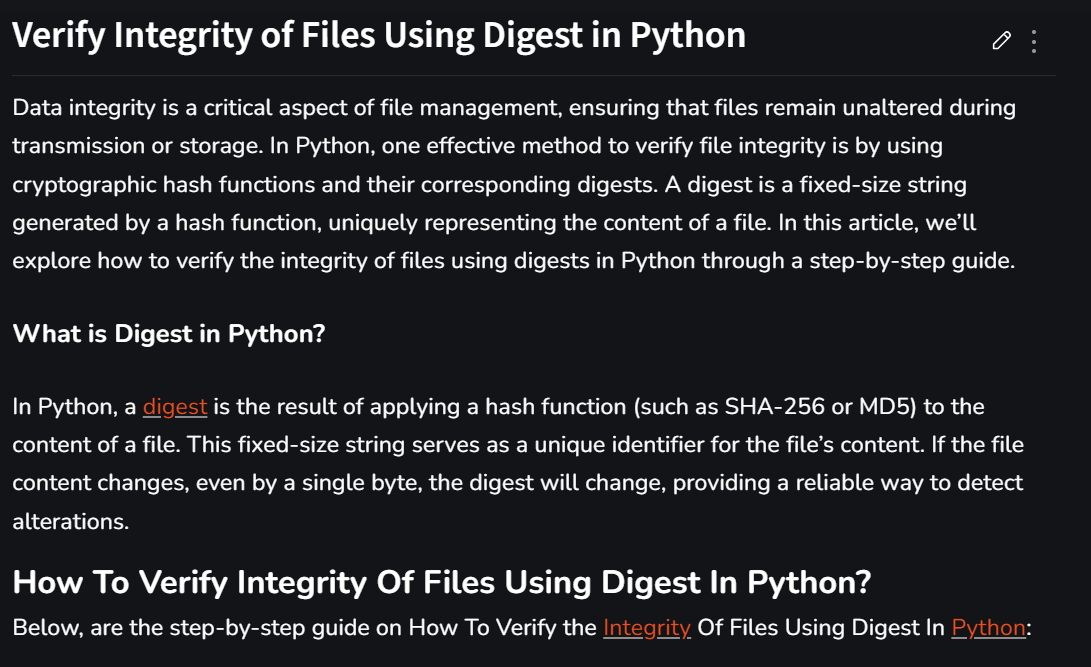 Verify Integrity of Files Using Digest in Python
Data integrity is a critical aspect of file management, ensuring that files remain unaltered during
transmission or storage. In Python, one effective method to verify file integrity is by using
cryptographic hash functions and their corresponding digests. A digest is a fixed-size string
generated by a hash function, uniquely representing the content of a file. In this article, we’ll
explore how to verify the integrity of files using digests in Python through a step-by-step guide.
What is Digest in Python?
In Python, a digest is the result of applying a hash function (such as SHA-256 or MD5) to the
content of a file. This fixed-size string serves as a unique identifier for the file’s content. If the file
content changes, even by a single byte, the digest will change, providing a reliable way to detect
alterations.
How To Verify Integrity Of Files Using Digest In Python?
Below, are the step-by-step guide on How To Verify the Integrity Of Files Using Digest In Python: